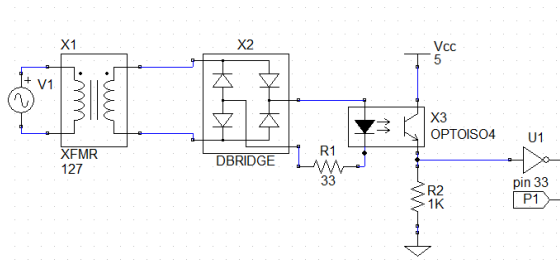 X1
V1
XFMR
127
X2
DBRIDGE
R1
33
Vcc
5
X3
OPTOISO4
R2
1K
U1
pin 33
P1